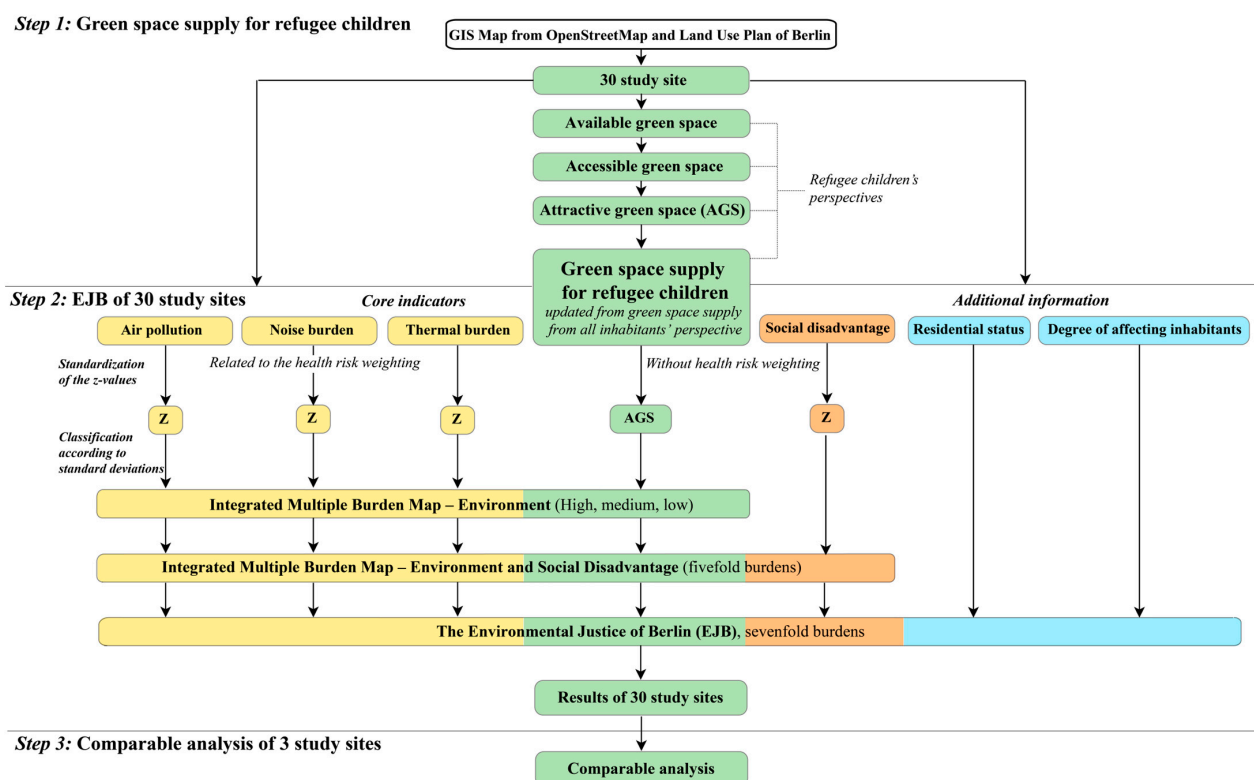 Step 1: Green space supply for refugee children
GIS Map from OpenStreetMap and Land Use Plan of Berlin
30 study site
Available green space
Accessible green space
Attractive green space (AGS)
Refugee children's
perspectives
Green space supply
for refugee children
updated from green space supply
from all inhabitants' perspective
Step 2: EJB of 30 study sites
Core indicators
Additional information
Air pollution
Noise burden
Thermal burden
Social disadvantage
Residential status
Degree of affecting inhabitants
Standardization
of the z-values
Related to the health risk weighting
Without health risk weighting
Z
Z
Z
AGS
Z
Classification
according to
standard deviations
Integrated Multiple Burden Map – Environment (High, medium, low)
Integrated Multiple Burden Map – Environment and Social Disadvantage (fivefold burdens)
The Environmental Justice of Berlin (EJB), sevenfold burdens
Results of 30 study sites
Step 3: Comparable analysis of 3 study sites
Comparable analysis